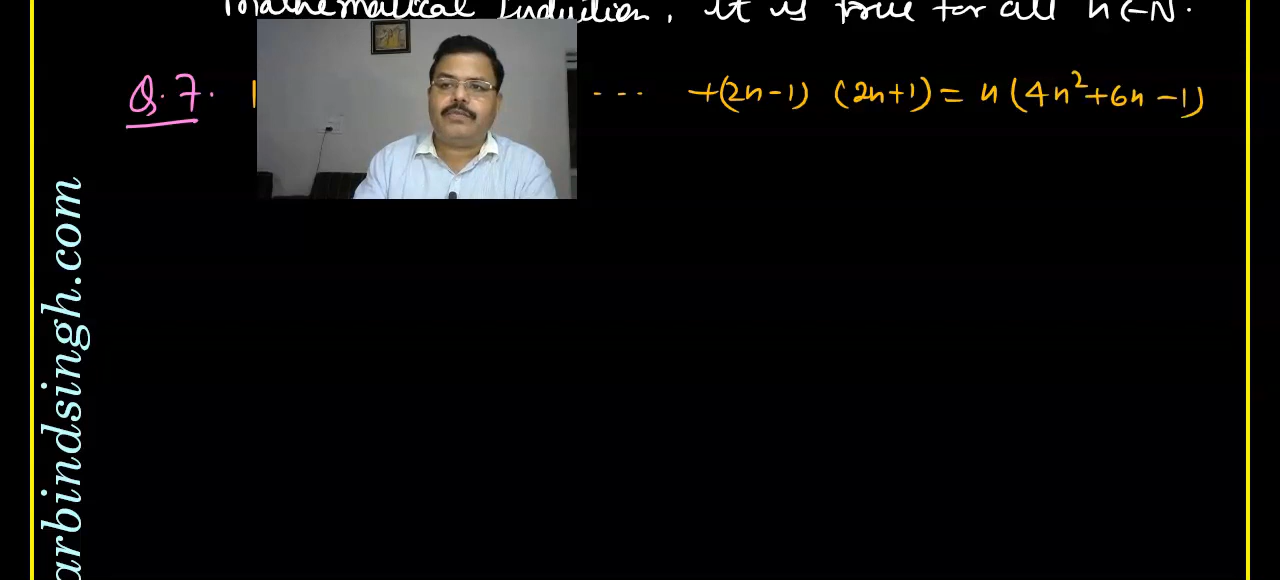 Mathematical Induction, it is true for all n∈N.
Q.7. 1 ... +(2n-1) (2n+1) = n(4n²+6n-1)
arbindsingh.com